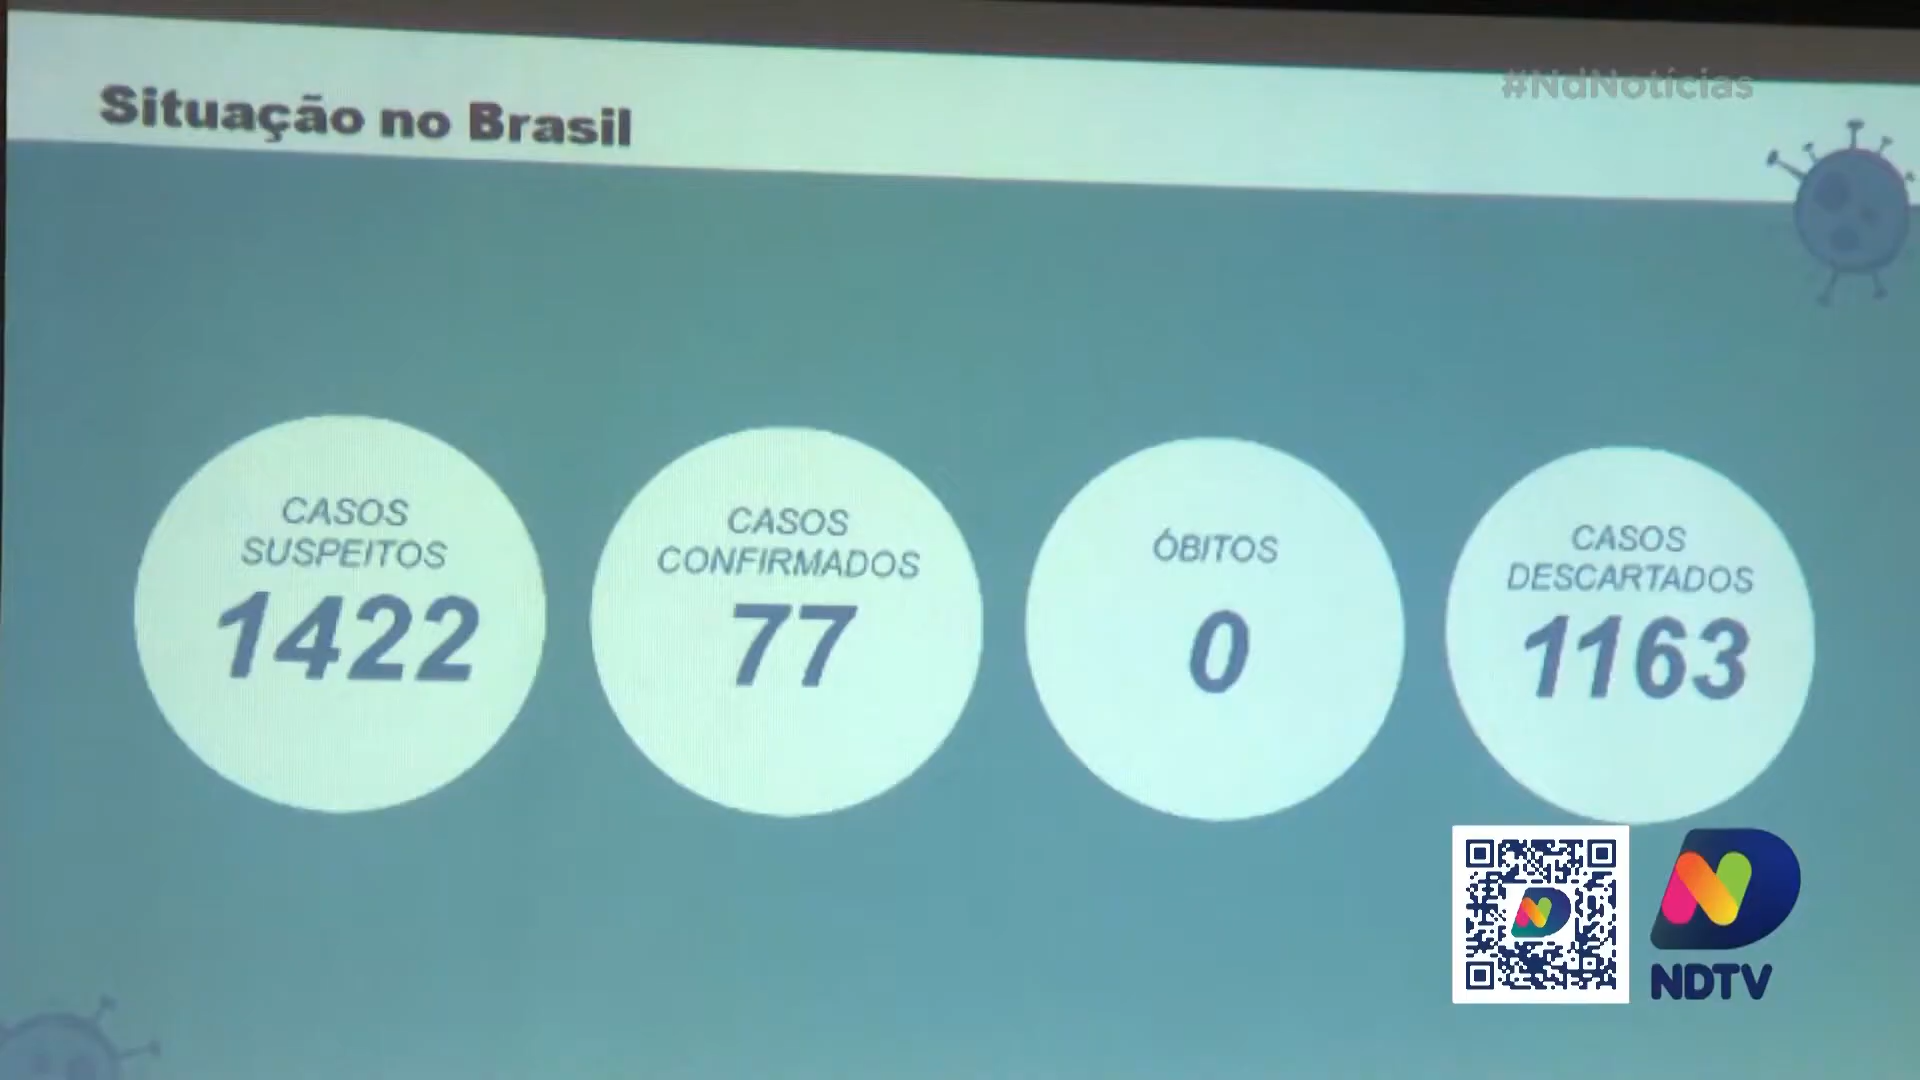 #NdNotícias
Situação no Brasil
CASOS
SUSPEITOS
1422
CASOS
CONFIRMADOS
77
ÓBITOS
0
CASOS
DESCARTADOS
1163
NDTV